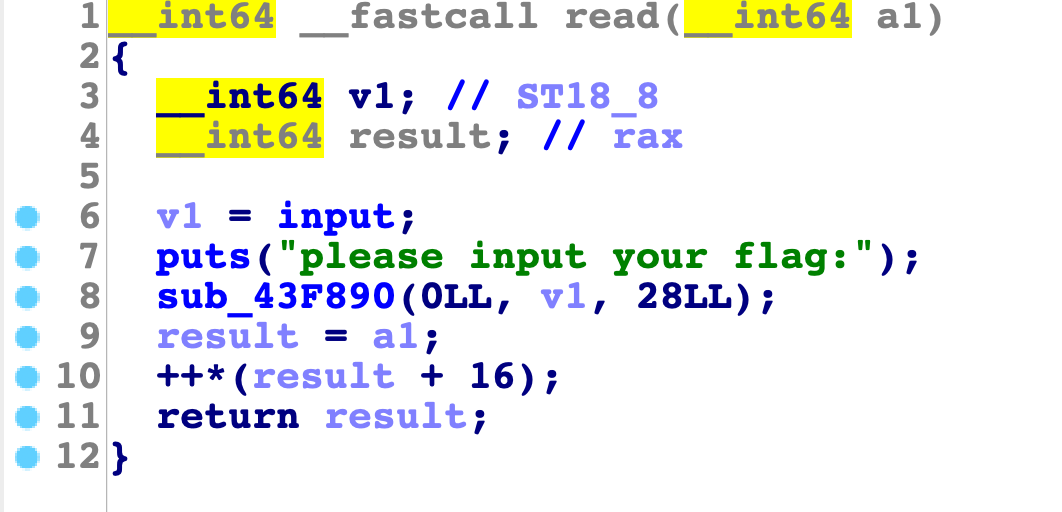 1 __int64 __fastcall read(__int64 a1)
2 {
3 __int64 v1; // ST18_8
4 __int64 result; // rax
5
6 v1 = input;
7 puts("please input your flag:");
8 sub_43F890(0LL, v1, 28LL);
9 result = a1;
10 ++*(result + 16);
11 return result;
12 }